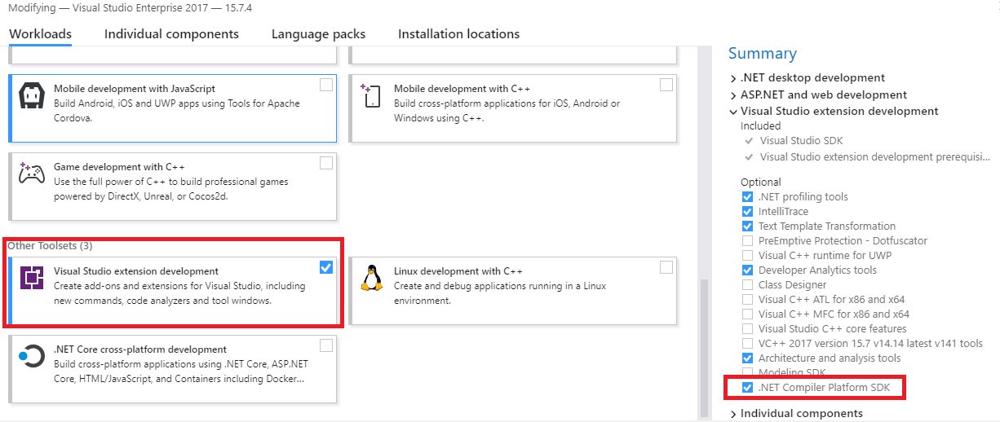 Modifying — Visual Studio Enterprise 2017 — 15.7.4
Workloads
Individual components
Language packs
Installation locations
Mobile development with JavaScript
Build Android, iOS and UWP apps using Tools for Apache
Cordova.
Mobile development with C++
Build cross-platform applications for iOS, Android or
Windows using C++.
Game development with C++
Use the full power of C++ to build professional games
powered by DirectX, Unreal, or Cocos2d.
Other Toolsets (3)
Visual Studio extension development
Create add-ons and extensions for Visual Studio, including
new commands, code analyzers and tool windows.
Linux development with C++
Create and debug applications running in a Linux
environment.
.NET Core cross-platform development
Build cross-platform applications using .NET Core, ASP.NET
Core, HTML/JavaScript, and Containers including Docker...
Summary
.NET desktop development
ASP.NET and web development
Visual Studio extension development
Included
Visual Studio SDK
Visual Studio extension development prerequisi...
Optional
.NET profiling tools
IntelliTrace
Text Template Transformation
PreEmptive Protection - Dotfuscator
Visual C++ runtime for UWP
Developer Analytics tools
Class Designer
Visual C++ ATL for x86 and x64
Visual C++ MFC for x86 and x64
Visual Studio C++ core features
VC++ 2017 version 15.7 v14.14 latest v141 tools
Architecture and analysis tools
Modeling SDK
.NET Compiler Platform SDK
Individual components